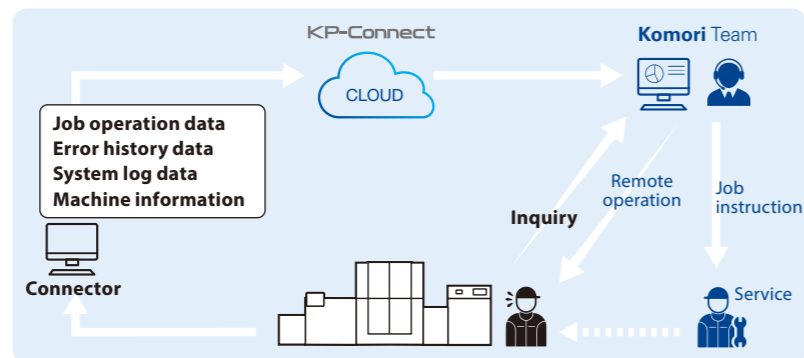 KP-Connect
CLOUD
Komori Team
Job operation data
Error history data
System log data
Machine information
Connector
Inquiry
Remote
operation
Job
instruction
Service